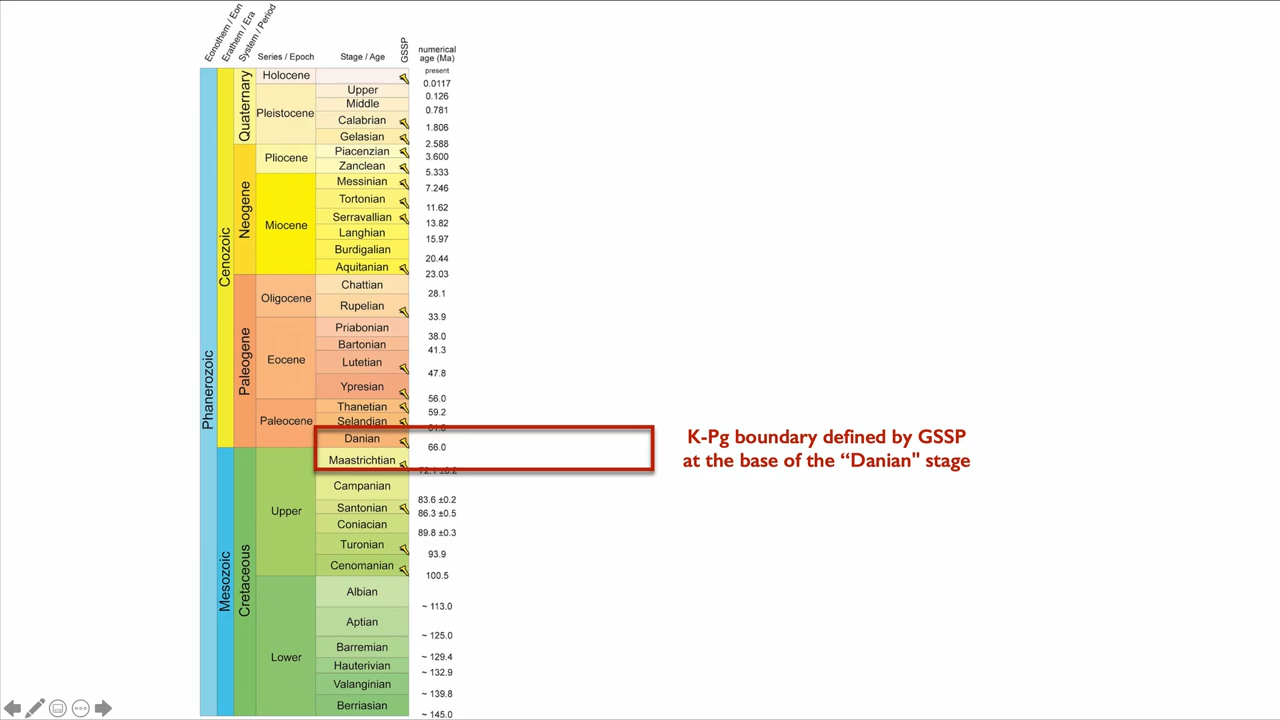 Eonothem / Eon
Erathem / Era
System / Period
Series / Epoch
Stage / Age
GSSP
numerical
age (Ma)
present
Phanerozoic
Cenozoic
Mesozoic
Quaternary
Neogene
Paleogene
Cretaceous
Holocene
0.0117
Pleistocene
Upper
0.126
Middle
0.781
Calabrian
1.806
Gelasian
2.588
Pliocene
Piacenzian
3.600
Zanclean
5.333
Miocene
Messinian
7.246
Tortonian
11.62
Serravallian
13.82
Langhian
15.97
Burdigalian
20.44
Aquitanian
23.03
Oligocene
Chattian
28.1
Rupelian
33.9
Eocene
Priabonian
38.0
Bartonian
41.3
Lutetian
47.8
Ypresian
56.0
Paleocene
Thanetian
59.2
Selandian
Danian
66.0
Upper
Maastrichtian
72.1 ±0.2
Campanian
83.6 ±0.2
Santonian
86.3 ±0.5
Coniacian
89.8 ±0.3
Turonian
93.9
Cenomanian
100.5
Lower
Albian
~ 113.0
Aptian
~ 125.0
Barremian
~ 129.4
Hauterivian
~ 132.9
Valanginian
~ 139.8
Berriasian
~ 145.0
K-Pg boundary defined by GSSP
at the base of the “Danian" stage